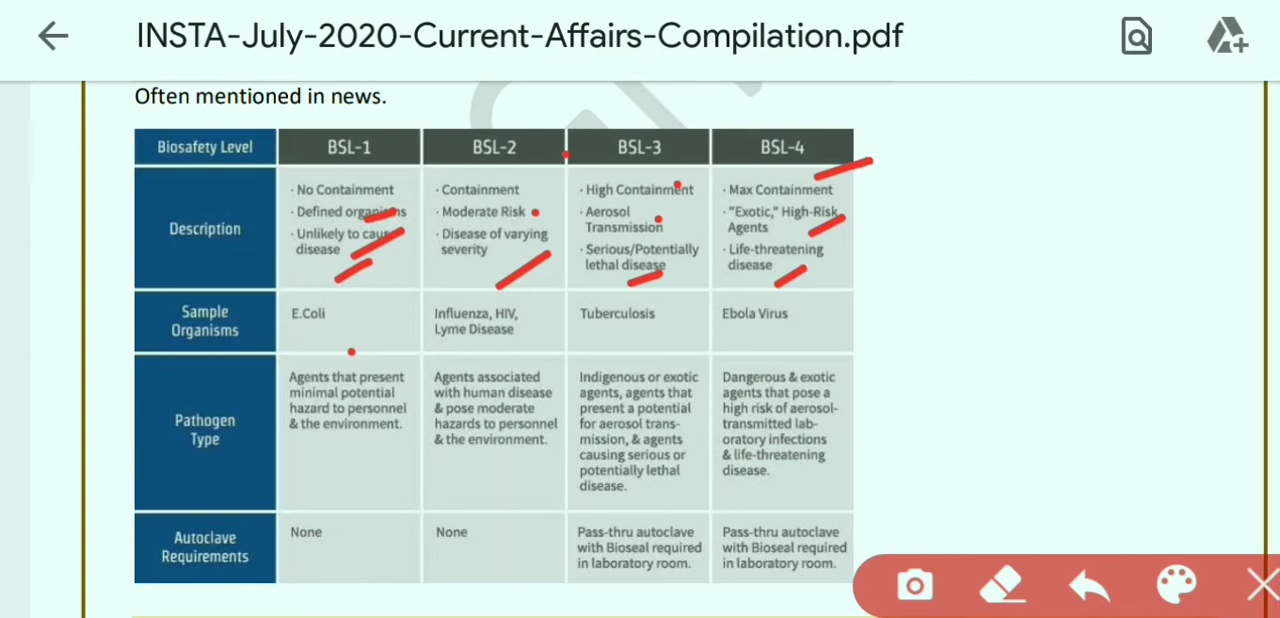 INSTA-July-2020-Current-Affairs-Compilation.pdf
Often mentioned in news.
Biosafety Level
BSL-1
BSL-2
BSL-3
BSL-4
Description
· No Containment
· Defined organisms
· Unlikely to cause
disease
· Containment
· Moderate Risk
· Disease of varying
severity
· High Containment
· Aerosol
Transmission
· Serious/Potentially
lethal disease
· Max Containment
· "Exotic," High-Risk
Agents
· Life-threatening
disease
Sample
Organisms
E.Coli
Influenza, HIV,
Lyme Disease
Tuberculosis
Ebola Virus
Pathogen
Type
Agents that present
minimal potential
hazard to personnel
& the environment.
Agents associated
with human disease
& pose moderate
hazards to personnel
& the environment.
Indigenous or exotic
agents, agents that
present a potential
for aerosol trans-
mission, & agents
causing serious or
potentially lethal
disease.
Dangerous & exotic
agents that pose a
high risk of aerosol-
transmitted lab-
oratory infections
& life-threatening
disease.
Autoclave
Requirements
None
None
Pass-thru autoclave
with Bioseal required
in laboratory room.
Pass-thru autoclave
with Bioseal required
in laboratory room.